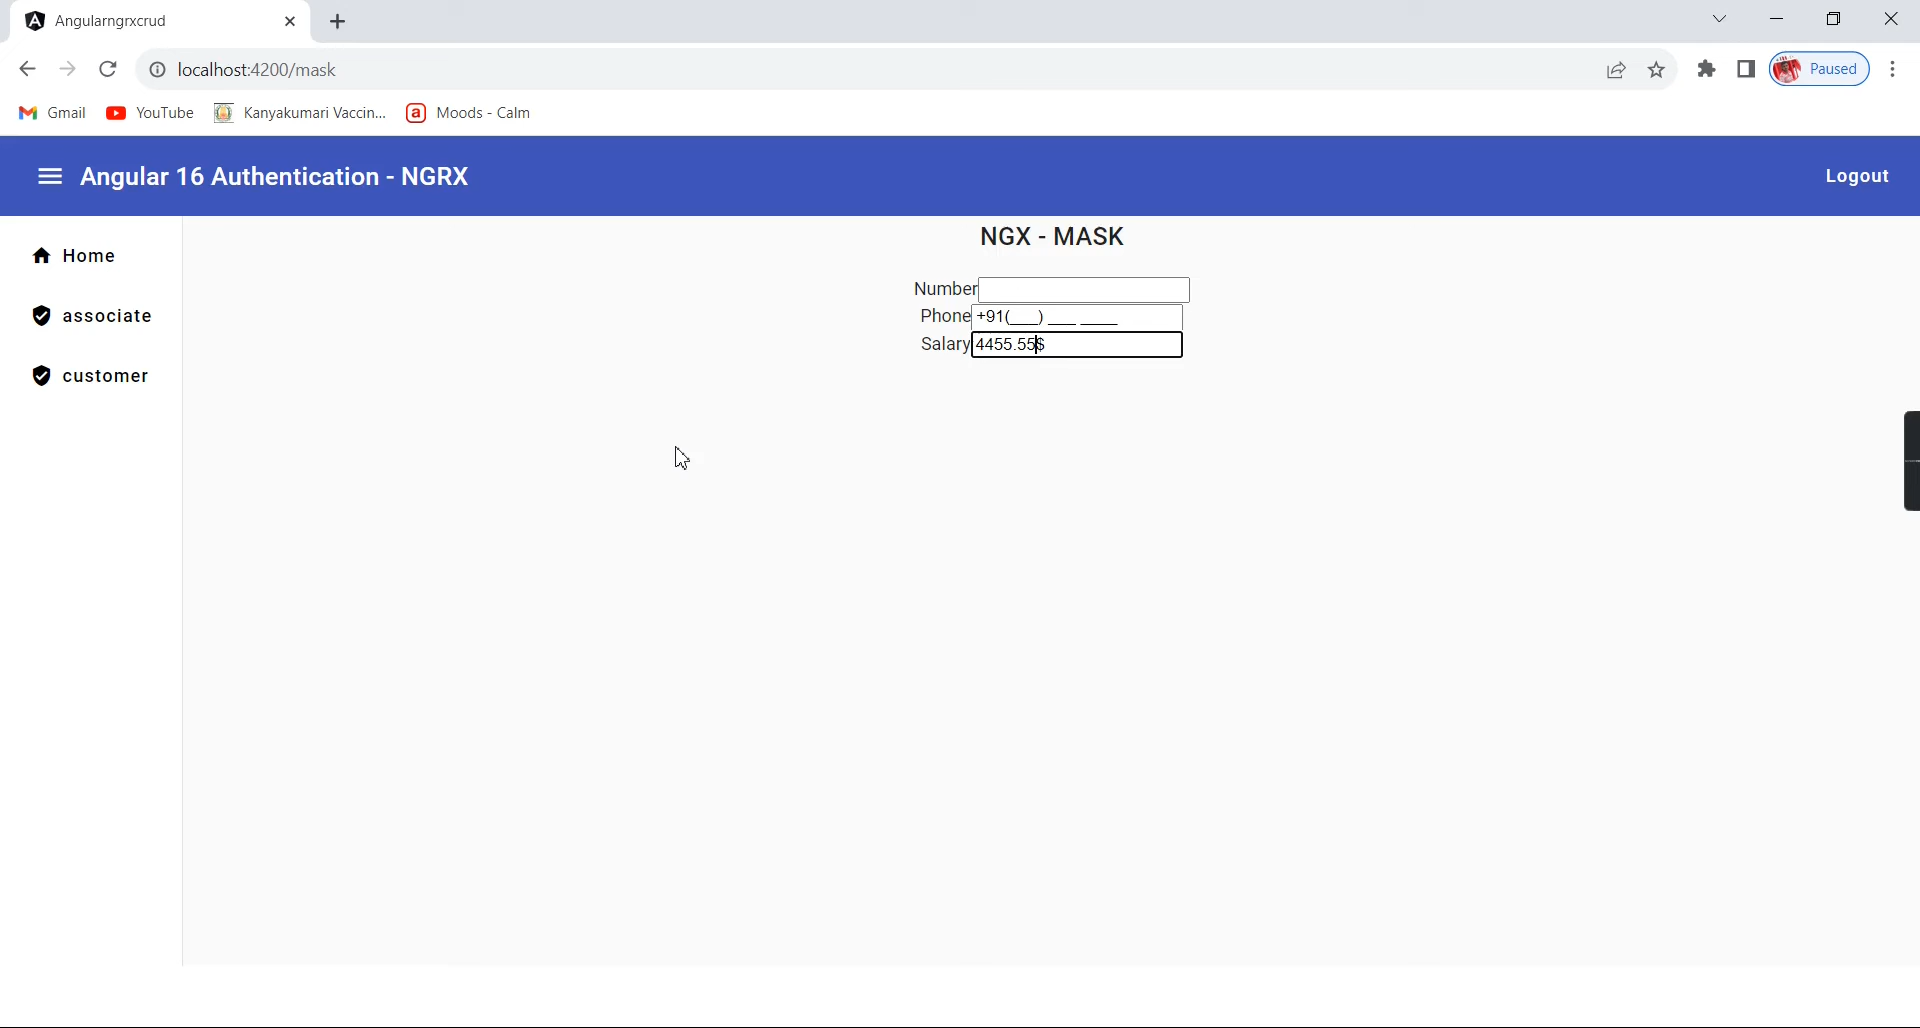 Angularngrxcrud
localhost:4200/mask
Paused
Gmail YouTube Kanyakumari Vaccin... a Moods - Calm
Angular 16 Authentication - NGRX
Logout
Home
associate
customer
NGX - MASK
Number
Phone +91(___) ___ ____
Salary 4455.55$